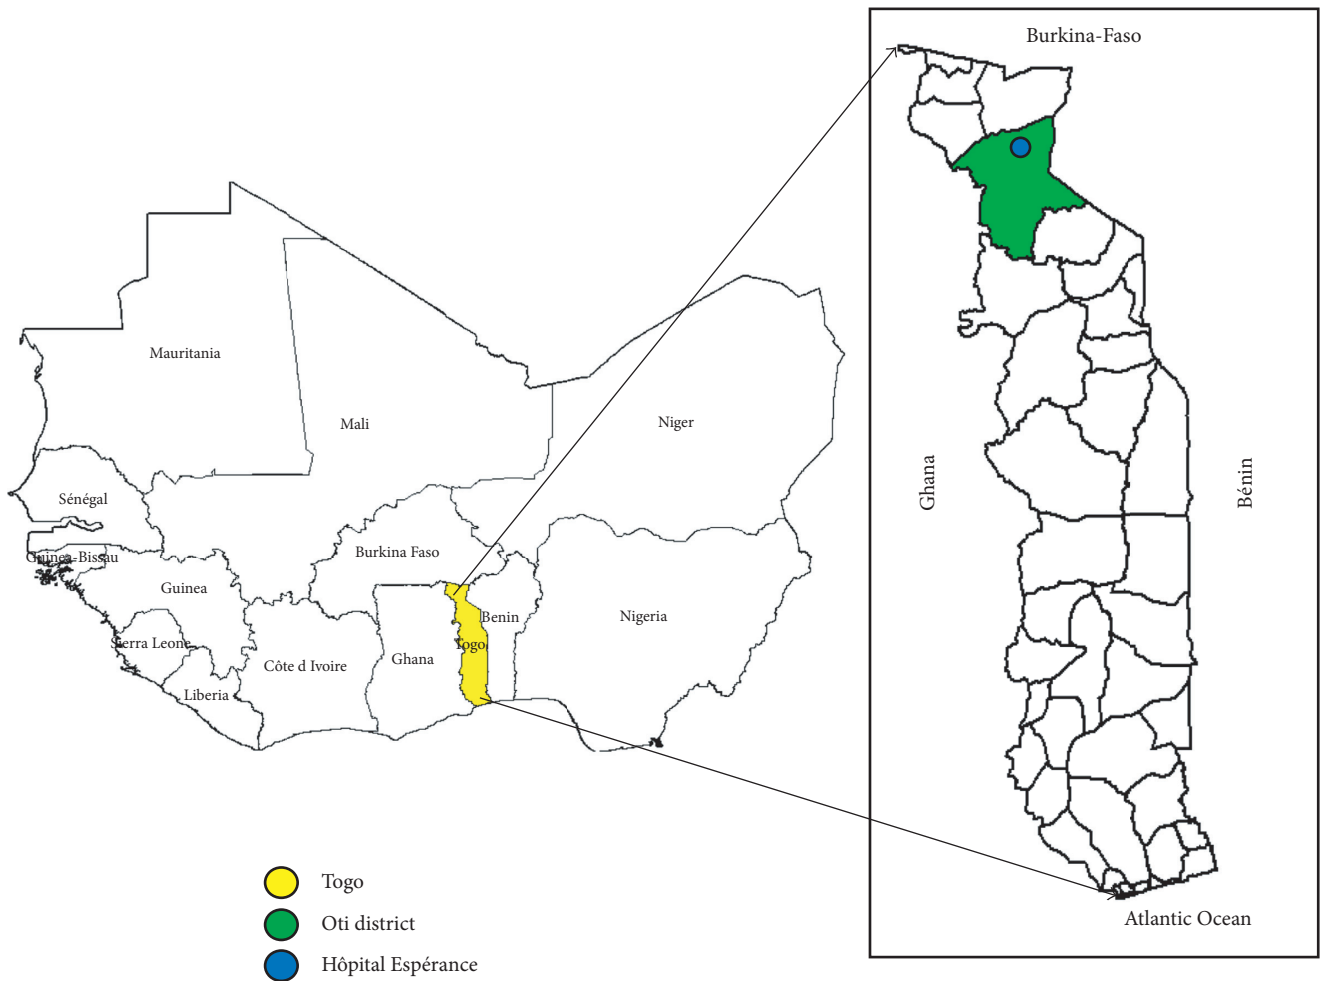 Burkina-Faso
Mauritania
Mali
Niger
Sénégal
Guinea-Bissau
Guinea
Burkina Faso
Benin
Nigeria
Sierra Leone
Togo
Côte d Ivoire
Ghana
Liberia
Ghana
Bénin
Atlantic Ocean
Togo
Oti district
Hôpital Espérance